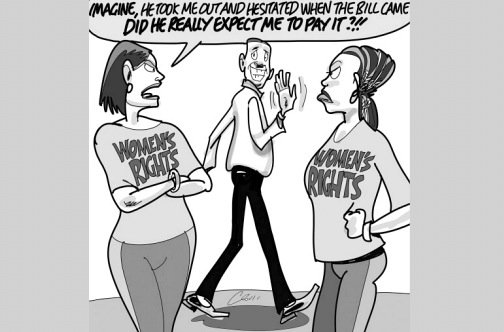 IMAGINE, HE TOOK ME OUT AND HESITATED WHEN THE BILL CAME
DID HE REALLY EXPECT ME TO PAY IT?!!
WOMEN'S
RIGHTS
WOMEN'S
RIGHTS